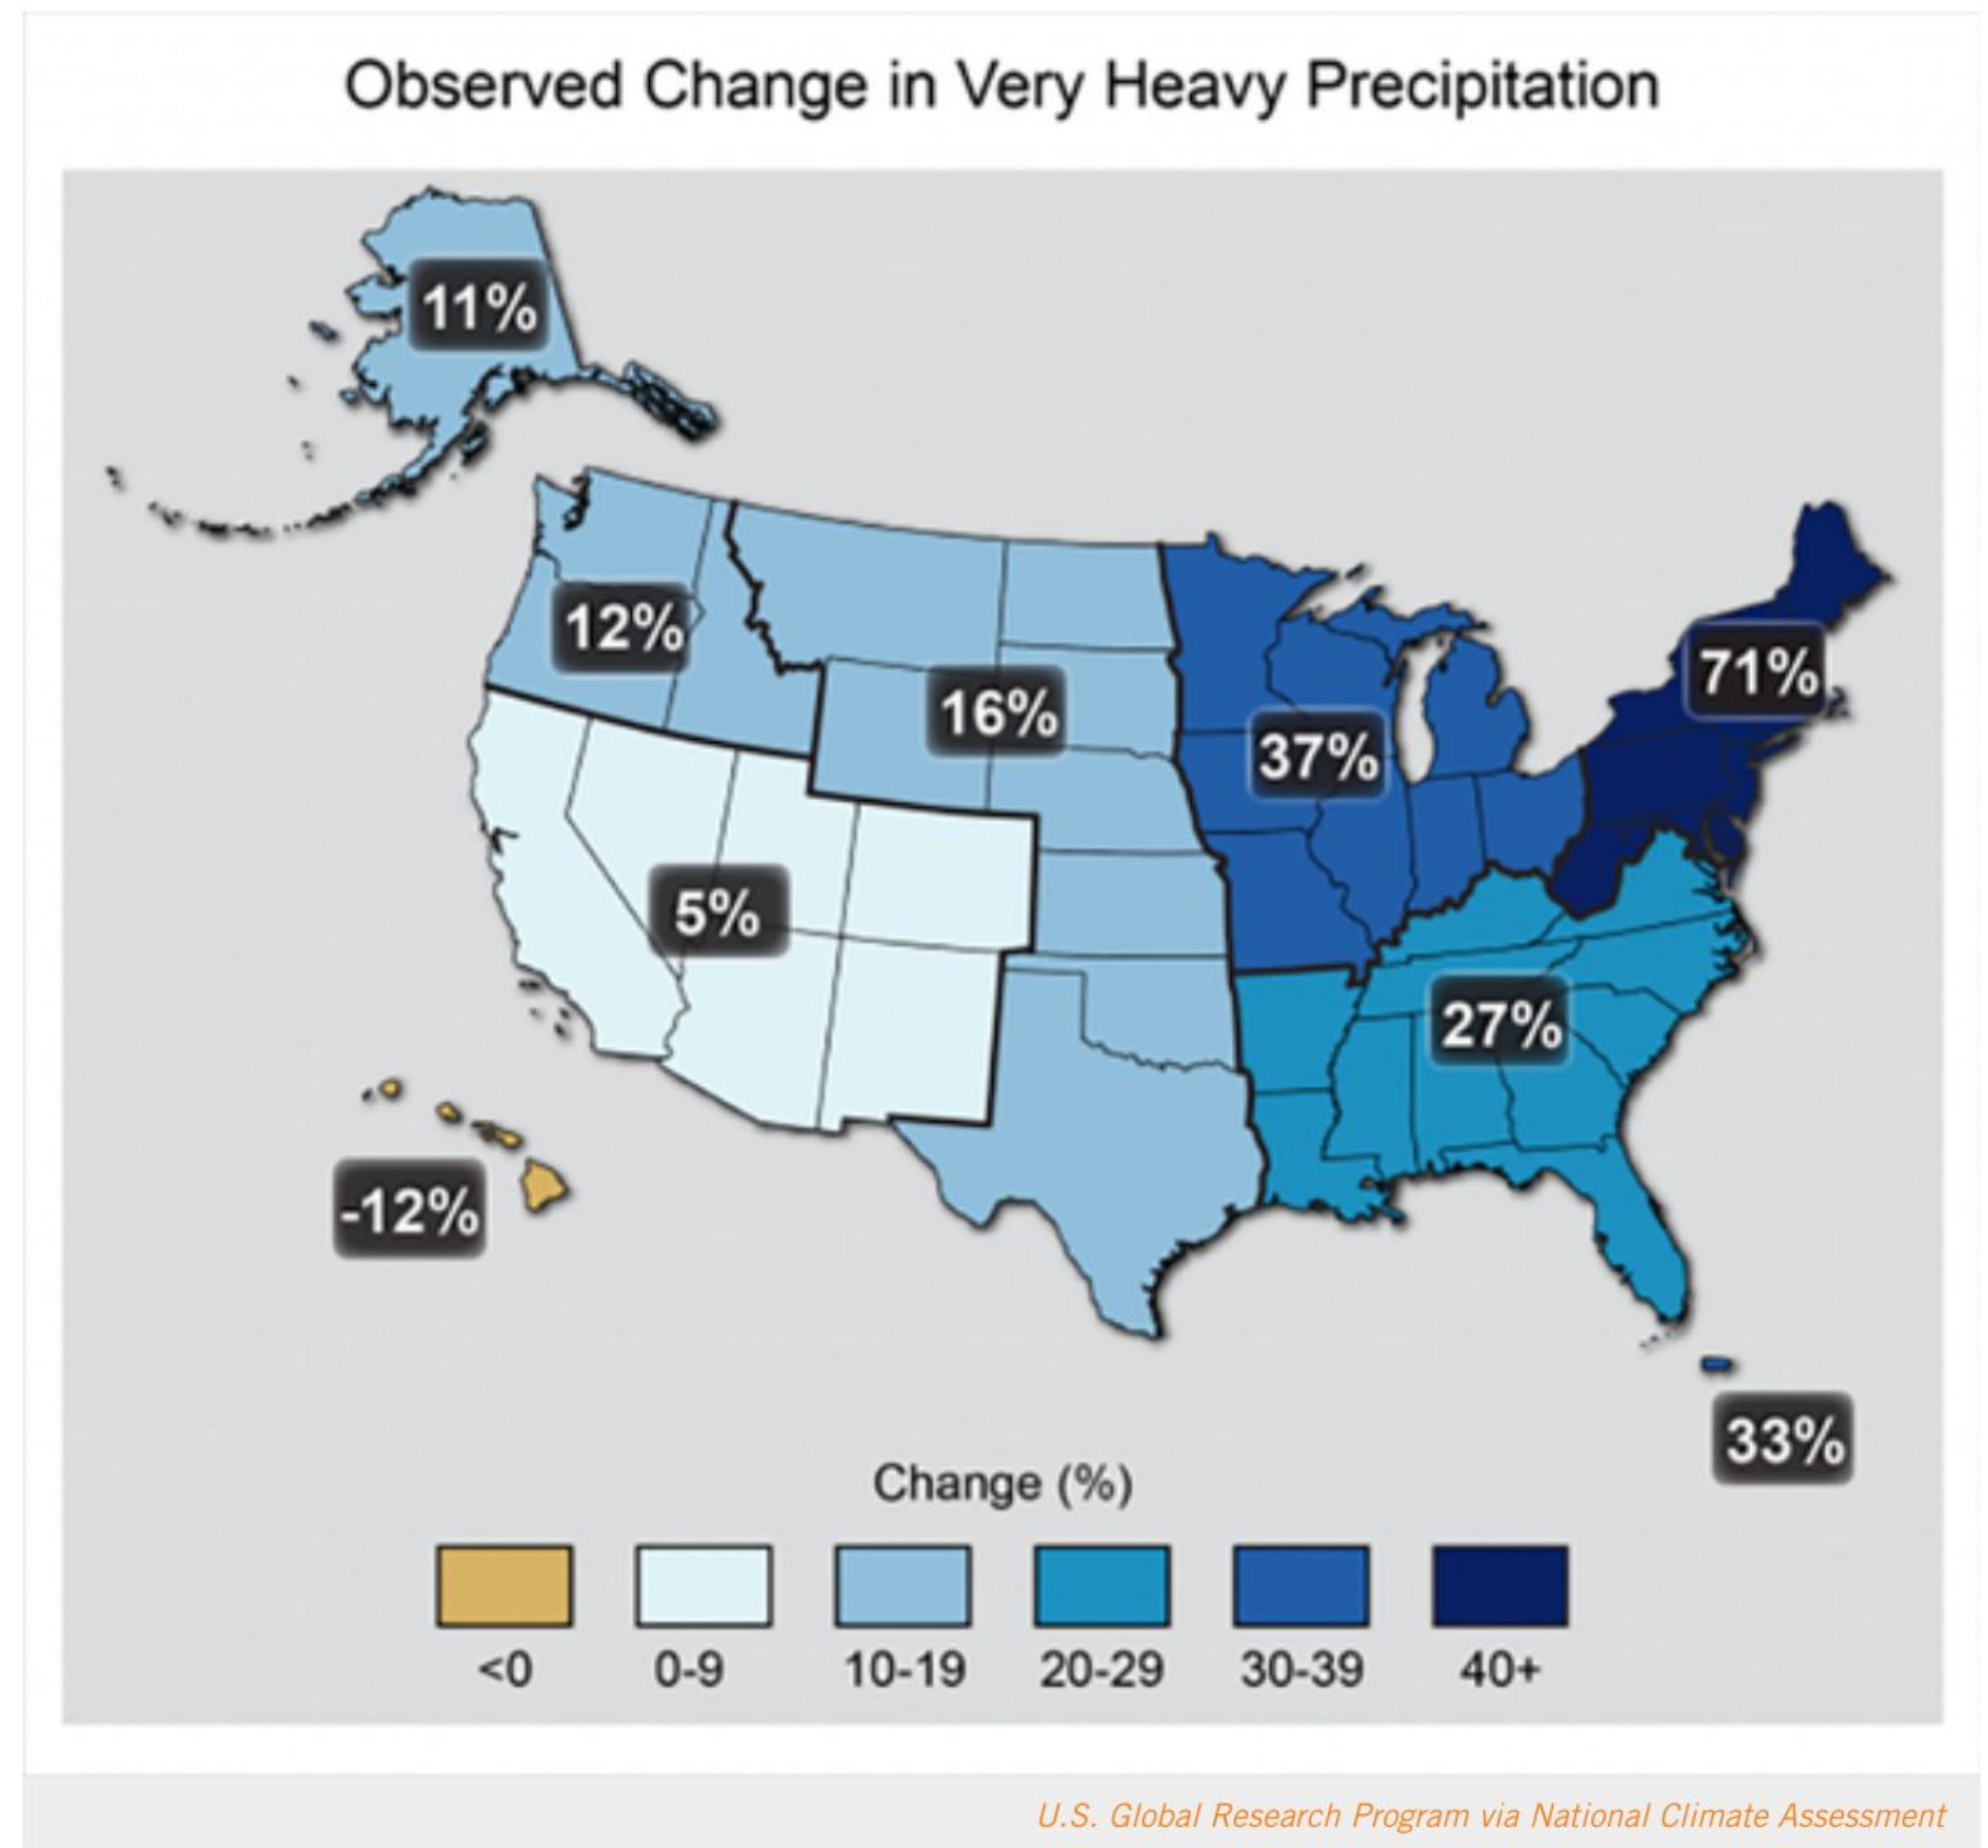 Observed Change in Very Heavy Precipitation
11%
12%
16%
71%
37%
5%
27%
-12%
33%
Change (%)
<0 0-9 10-19 20-29 30-39 40+
U.S. Global Research Program via National Climate Assessment